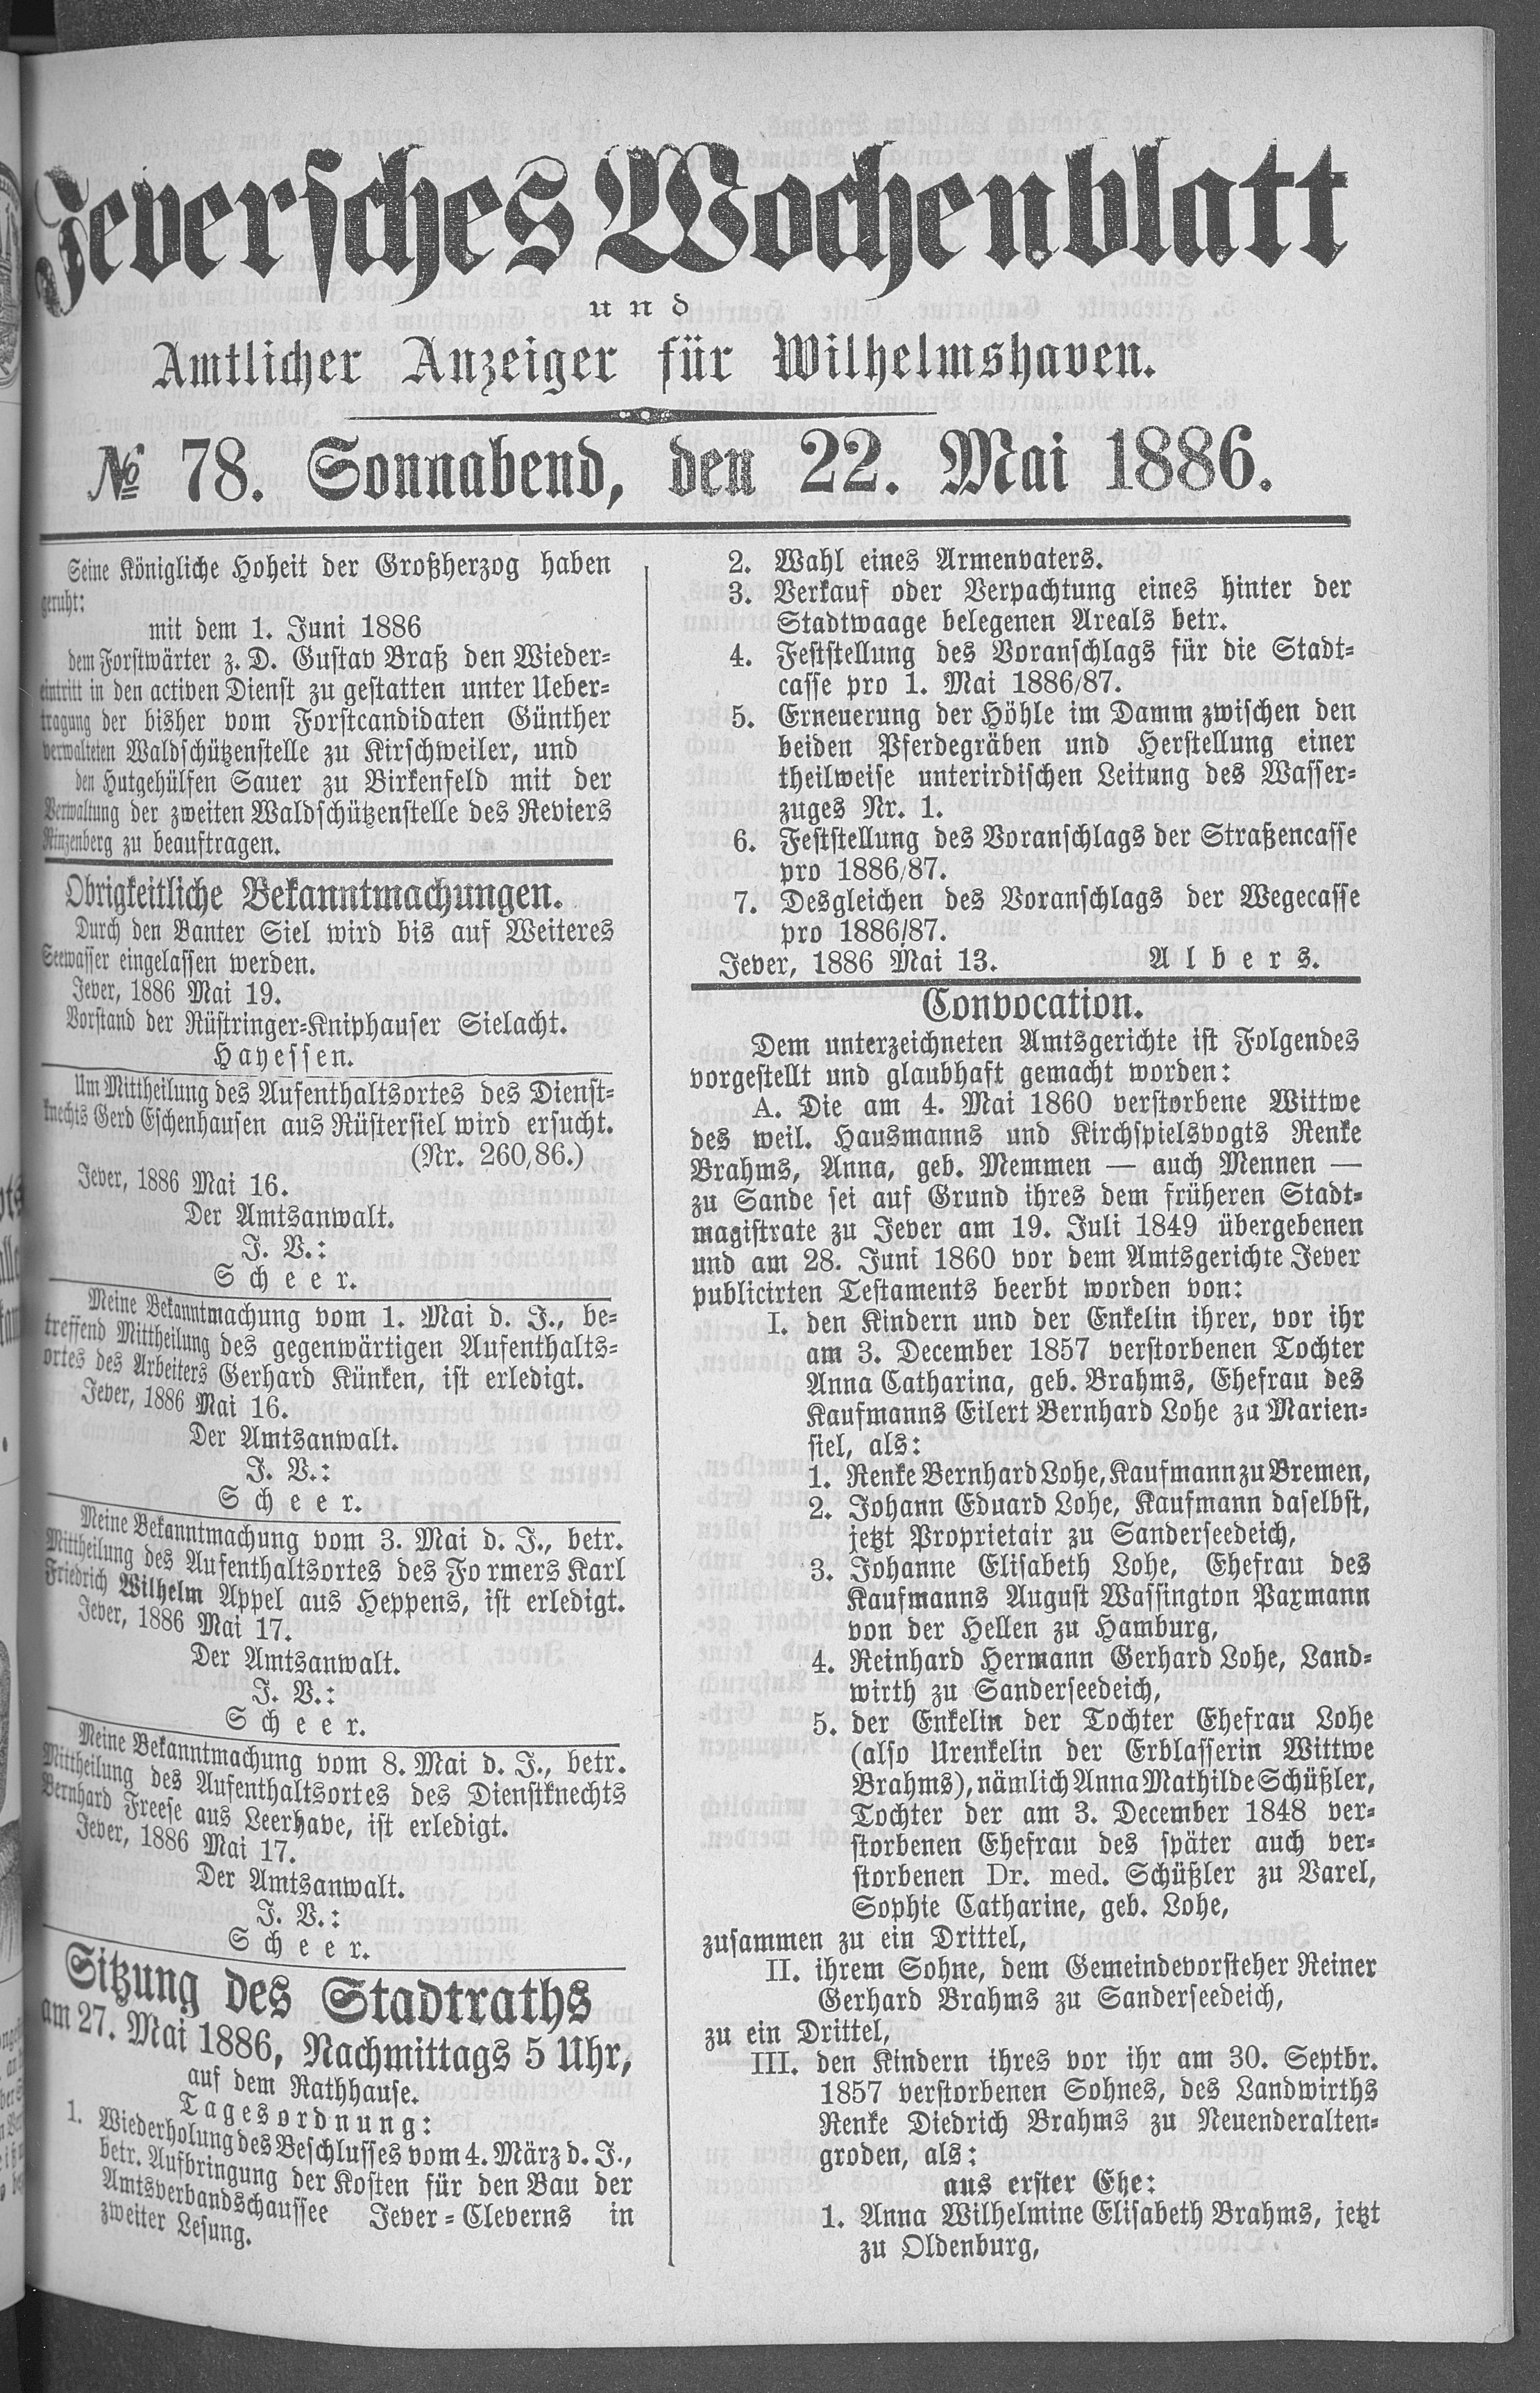 Jeversches Wochenblatt
und
Amtlicher Anzeiger für Wilhelmshaven.
№ 78. Sonnabend, den 22. Mai 1886.
Seine Königliche Hoheit der Großherzog haben
geruht:
mit dem 1. Juni 1886
dem Forstwärter z. D. Gustav Braß den Wieder-
eintritt in den activen Dienst zu gestatten unter Ueber-
tragung der bisher vom Forstcandidaten Günther
verwalteten Waldschützenstelle zu Kirschweiler, und
den Hutgehülfen Sauer zu Birkenfeld mit der
Verwaltung der zweiten Waldschützenstelle des Reviers
Rinzenberg zu beauftragen.
Obrigkeitliche Bekanntmachungen.
Durch den Banter Siel wird bis auf Weiteres
Seewasser eingelassen werden.
Jever, 1886 Mai 19.
Vorstand der Rüstringer-Kniphauser Sielacht.
Hayessen.
Um Mittheilung des Aufenthaltsortes des Dienst-
knechts Gerd Eschenhausen aus Rüstersiel wird ersucht.
(Nr. 260,86.)
Jever, 1886 Mai 16.
Der Amtsanwalt.
J. V.:
Scheer.
Meine Bekanntmachung vom 1. Mai d. J., be-
treffend Mittheilung des gegenwärtigen Aufenthalts-
ortes des Arbeiters Gerhard Künken, ist erledigt.
Jever, 1886 Mai 16.
Der Amtsanwalt.
J. V.:
Scheer.
Meine Bekanntmachung vom 3. Mai d. J., betr.
Mittheilung des Aufenthaltsortes des Formers Karl
Friedrich Wilhelm Appel aus Heppens, ist erledigt.
Jever, 1886 Mai 17.
Der Amtsanwalt.
J. V.:
Scheer.
Meine Bekanntmachung vom 8. Mai d. J., betr.
Mittheilung des Aufenthaltsortes des Dienstknechts
Bernhard Freese aus Leerhave, ist erledigt.
Jever, 1886 Mai 17.
Der Amtsanwalt.
J. V.:
Scheer.
Sitzung des Stadtraths
am 27. Mai 1886, Nachmittags 5 Uhr,
auf dem Rathhause.
Tagesordnung:
1. Wiederholung des Beschlusses vom 4. März d. J.,
betr. Aufbringung der Kosten für den Bau der
Amtsverbandschaussee Jever-Cleverns in
zweiter Lesung.
2. Wahl eines Armenvaters.
3. Verkauf oder Verpachtung eines hinter der
Stadtwaage belegenen Areals betr.
4. Feststellung des Voranschlags für die Stadt-
casse pro 1. Mai 1886/87.
5. Erneuerung der Höhle im Damm zwischen den
beiden Pferdegräben und Herstellung einer
theilweise unterirdischen Leitung des Wasser-
zuges Nr. 1.
6. Feststellung des Voranschlags der Straßencasse
pro 1886/87.
7. Desgleichen des Voranschlags der Wegecasse
pro 1886/87.
Jever, 1886 Mai 13. Albers.
Convocation.
Dem unterzeichneten Amtsgerichte ist Folgendes
vorgestellt und glaubhaft gemacht worden:
A. Die am 4. Mai 1860 verstorbene Wittwe
des weil. Hausmanns und Kirchspielsvogts Renke
Brahms, Anna, geb. Memmen — auch Mennen —
zu Sande sei auf Grund ihres dem früheren Stadt-
magistrate zu Jever am 19. Juli 1849 übergebenen
und am 28. Juni 1860 vor dem Amtsgerichte Jever
publicirten Testaments beerbt worden von:
I. den Kindern und der Enkelin ihrer, vor ihr
am 3. December 1857 verstorbenen Tochter
Anna Catharina, geb. Brahms, Ehefrau des
Kaufmanns Eilert Bernhard Lohe zu Marien-
siel, als:
1. Renke Bernhard Lohe, Kaufmann zu Bremen,
2. Johann Eduard Lohe, Kaufmann daselbst,
jetzt Proprietair zu Sanderseedeich,
3. Johanne Elisabeth Lohe, Ehefrau des
Kaufmanns August Wassington Paxmann
von der Hellen zu Hamburg,
4. Reinhard Hermann Gerhard Lohe, Land-
wirth zu Sanderseedeich,
5. der Enkelin der Tochter Ehefrau Lohe
(also Urenkelin der Erblasserin Wittwe
Brahms), nämlich Anna Mathilde Schüßler,
Tochter der am 3. December 1848 ver-
storbenen Ehefrau des später auch ver-
storbenen Dr. med. Schüßler zu Varel,
Sophie Catharine, geb. Lohe,
zusammen zu ein Drittel,
II. ihrem Sohne, dem Gemeindevorsteher Reiner
Gerhard Brahms zu Sanderseedeich,
zu ein Drittel,
III. den Kindern ihres vor ihr am 30. Septbr.
1857 verstorbenen Sohnes, des Landwirths
Renke Diedrich Brahms zu Neuenderalten-
groden, als:
aus erster Ehe:
1. Anna Wilhelmine Elisabeth Brahms, jetzt
zu Oldenburg,